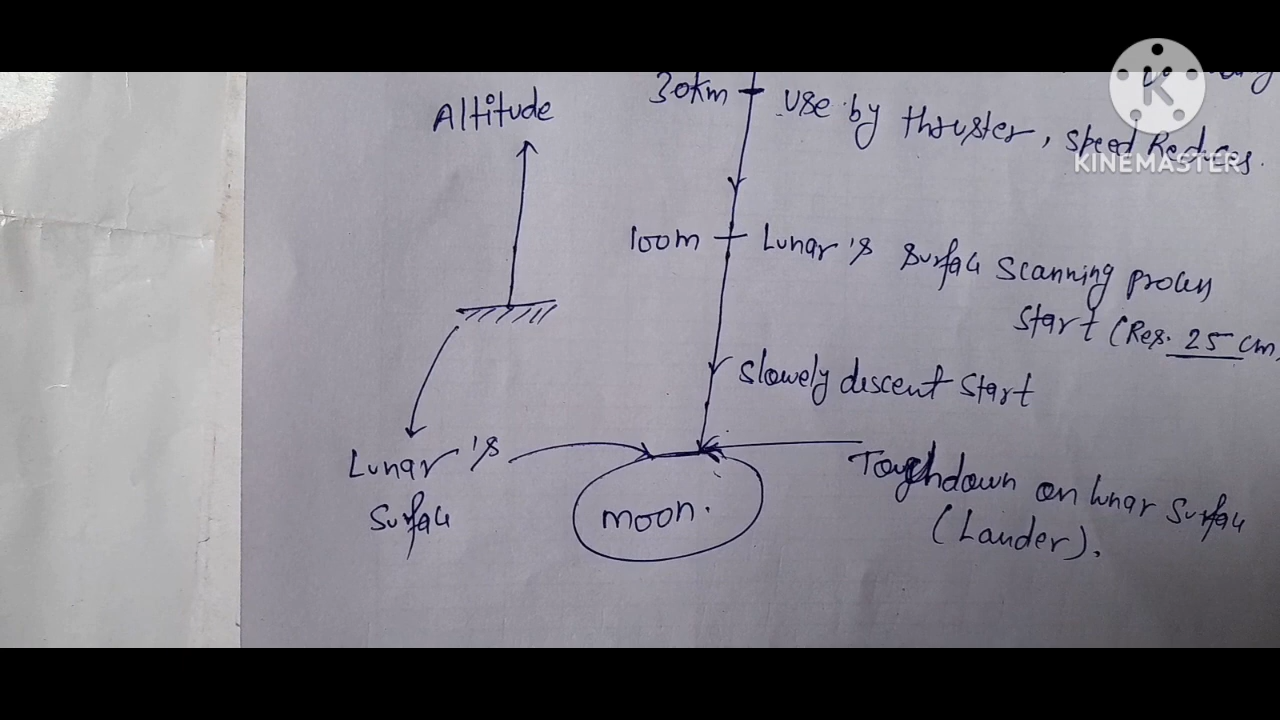 30km use by thruster, speed Reduces.
KINEMASTER
Altitude
100m Lunar's surface scanning process
start (Res. 25 cm
Slowely descent start
Lunar's
surface
moon.
Touchdown on lunar surface
(Lander).